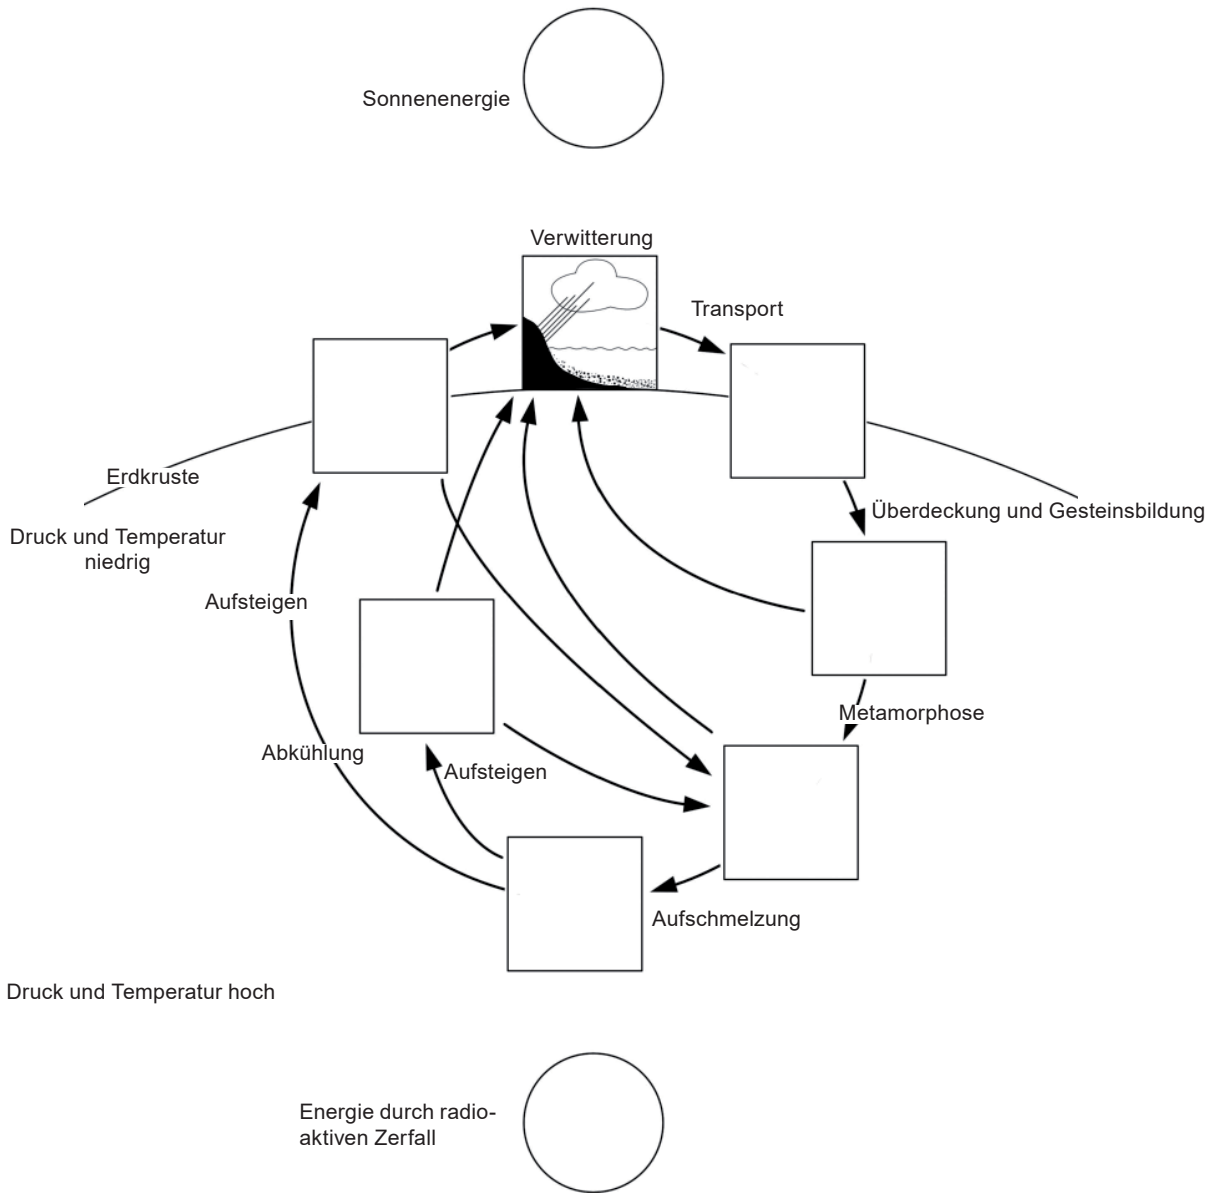 Sonnenenergie
Verwitterung
Transport
Erdkruste
Überdeckung und Gesteinsbildung
Druck und Temperatur
niedrig
Aufsteigen
Metamorphose
Abkühlung
Aufsteigen
Aufschmelzung
Druck und Temperatur hoch
Energie durch radio-
aktiven Zerfall